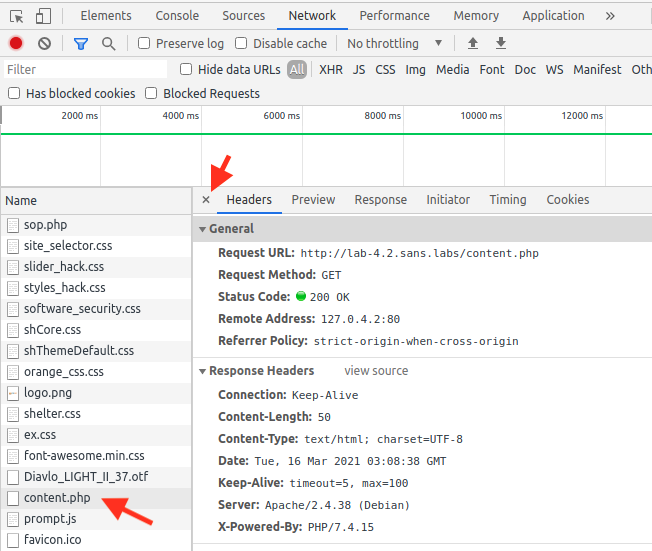 Elements Console Sources Network Performance Memory Application »
Preserve log Disable cache No throttling ▼
Filter Hide data URLs All XHR JS CSS Img Media Font Doc WS Manifest Oth
Has blocked cookies Blocked Requests
2000 ms 4000 ms 6000 ms 8000 ms 10000 ms 12000 ms
Name
sop.php
site_selector.css
slider_hack.css
styles_hack.css
software_security.css
shCore.css
shThemeDefault.css
orange_css.css
logo.png
shelter.css
ex.css
font-awesome.min.css
Diavlo_LIGHT_II_37.otf
content.php
prompt.js
favicon.ico
× Headers Preview Response Initiator Timing Cookies
▼ General
Request URL: http://lab-4.2.sans.labs/content.php
Request Method: GET
Status Code: 200 OK
Remote Address: 127.0.4.2:80
Referrer Policy: strict-origin-when-cross-origin
▼ Response Headers view source
Connection: Keep-Alive
Content-Length: 50
Content-Type: text/html; charset=UTF-8
Date: Tue, 16 Mar 2021 03:08:38 GMT
Keep-Alive: timeout=5, max=100
Server: Apache/2.4.38 (Debian)
X-Powered-By: PHP/7.4.15